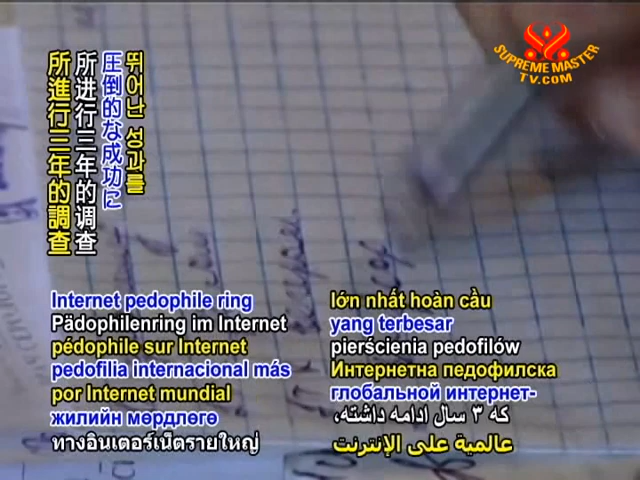 SUPREME MASTER
TV.COM
뛰어난 성과를
圧倒的な成功に
所进行三年的调查
所進行三年的調查
Internet pedophile ring
Pädophilenring im Internet
pédophile sur Internet
pedofilia internacional más
por Internet mundial
жилийн мөрдлөгө
ทางอินเตอร์เน็ตรายใหญ่
lớn nhất hoàn cầu
yang terbesar
pierścienia pedofilów
Интернетна педофилска
глобальной интернет-
که ۳ سال ادامه داشته،
عالمية على الإنترنت